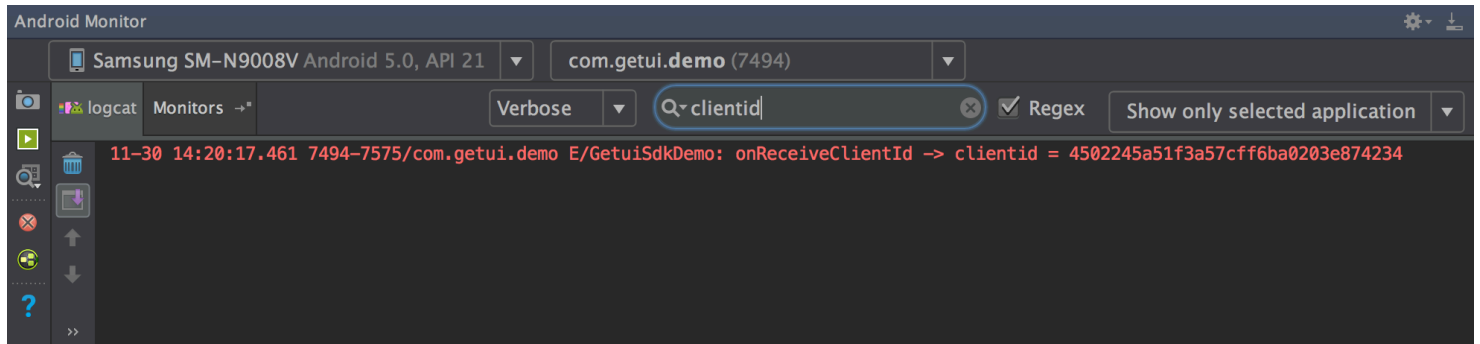 Android Monitor
Samsung SM-N9008V Android 5.0, API 21 com.getui.demo (7494)
logcat Monitors Verbose clientid Regex Show only selected application
11-30 14:20:17.461 7494-7575/com.getui.demo E/GetuiSdkDemo: onReceiveClientId -> clientid = 4502245a51f3a57cff6ba0203e874234
?
>>